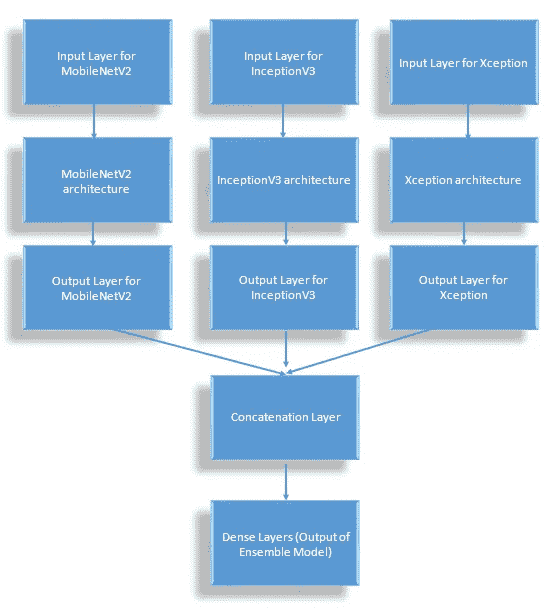 Input Layer for
MobileNetV2
Input Layer for
InceptionV3
Input Layer for Xception
MobileNetV2
architecture
InceptionV3 architecture
Xception architecture
Output Layer for
MobileNetV2
Output Layer for
InceptionV3
Output Layer for
Xception
Concatenation Layer
Dense Layers (Output of
Ensemble Model)